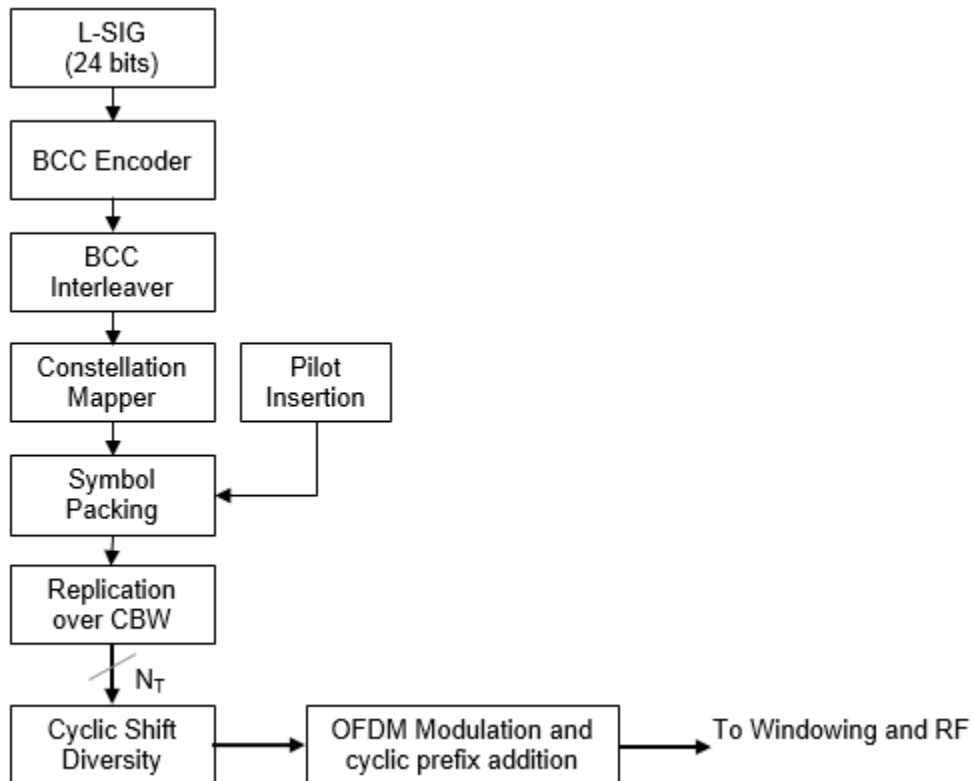 L-SIG
(24 bits)
BCC Encoder
BCC
Interleaver
Constellation
Mapper
Pilot
Insertion
Symbol
Packing
Replication
over CBW
N_T
Cyclic Shift
Diversity
OFDM Modulation and
cyclic prefix addition
To Windowing and RF